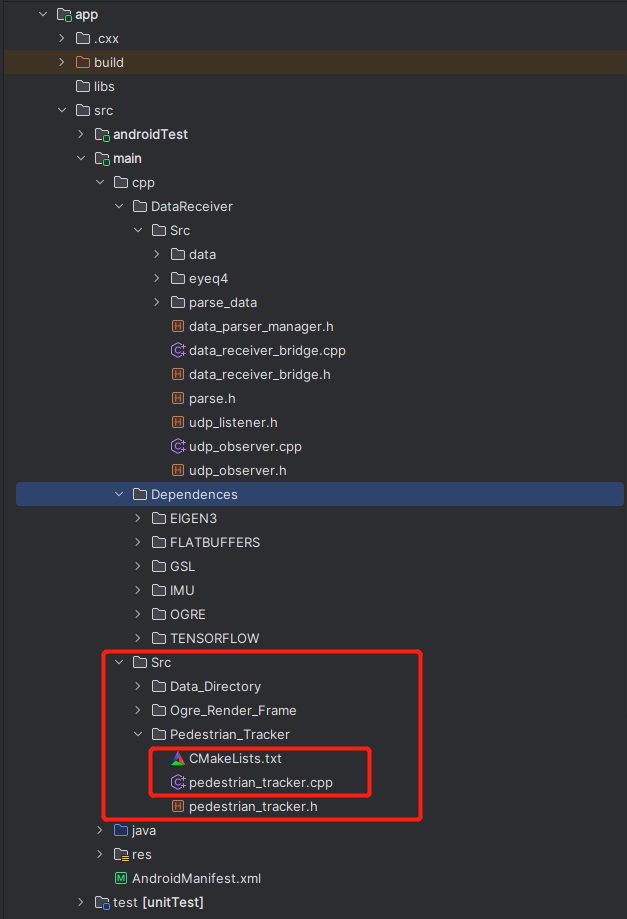 app
.cxx
build
libs
src
androidTest
main
cpp
DataReceiver
Src
data
eyeq4
parse_data
data_parser_manager.h
data_receiver_bridge.cpp
data_receiver_bridge.h
parse.h
udp_listener.h
udp_observer.cpp
udp_observer.h
Dependences
EIGEN3
FLATBUFFERS
GSL
IMU
OGRE
TENSORFLOW
Src
Data_Directory
Ogre_Render_Frame
Pedestrian_Tracker
CMakeLists.txt
pedestrian_tracker.cpp
pedestrian_tracker.h
java
res
AndroidManifest.xml
test [unitTest]